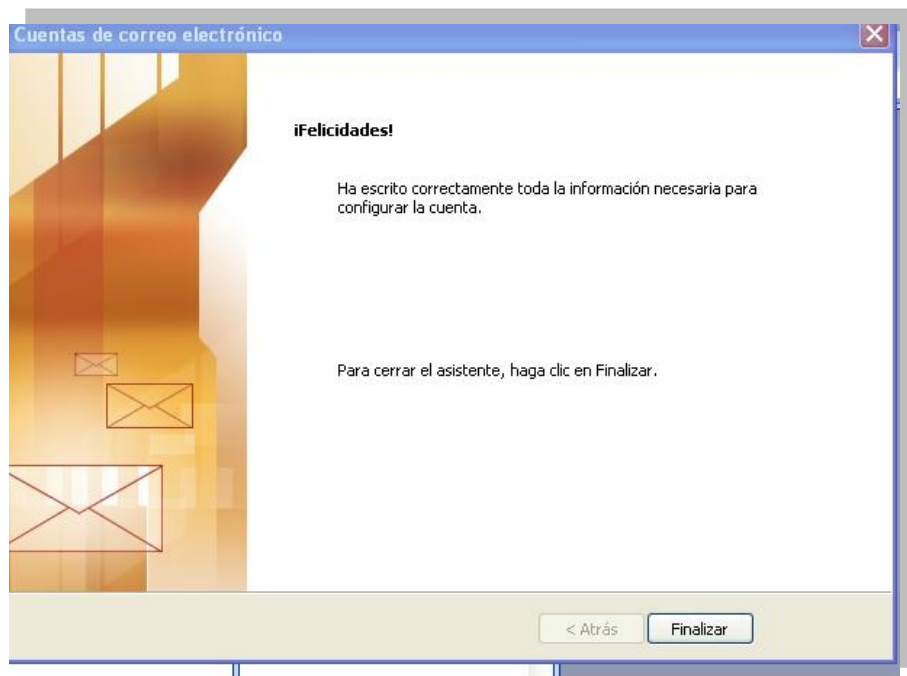 Cuentas de correo electrónico
¡Felicidades!
Ha escrito correctamente toda la información necesaria para
configurar la cuenta.
Para cerrar el asistente, haga clic en Finalizar.
< Atrás
Finalizar